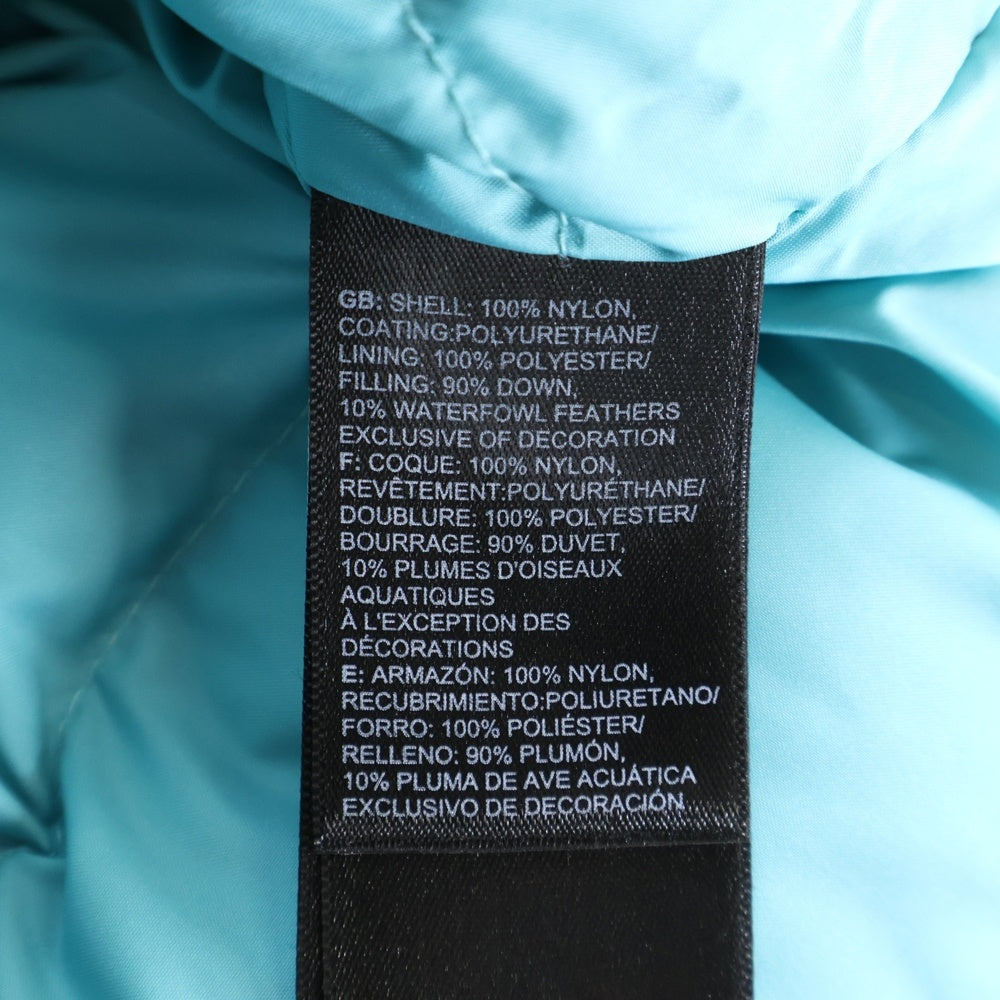 GB: SHELL: 100% NYLON,
COATING:POLYURETHANE/
LINING: 100% POLYESTER/
FILLING: 90% DOWN,
10% WATERFOWL FEATHERS
EXCLUSIVE OF DECORATION
F: COQUE: 100% NYLON,
REVÊTEMENT:POLYURÉTHANE/
DOUBLURE: 100% POLYESTER/
BOURRAGE: 90% DUVET,
10% PLUMES D'OISEAUX
AQUATIQUES
À L'EXCEPTION DES
DÉCORATIONS
E: ARMAZÓN: 100% NYLON,
RECUBRIMIENTO:POLIURETANO/
FORRO: 100% POLIÉSTER/
RELLENO: 90% PLUMÓN,
10% PLUMA DE AVE ACUÁTICA
EXCLUSIVO DE DECORACIÓN